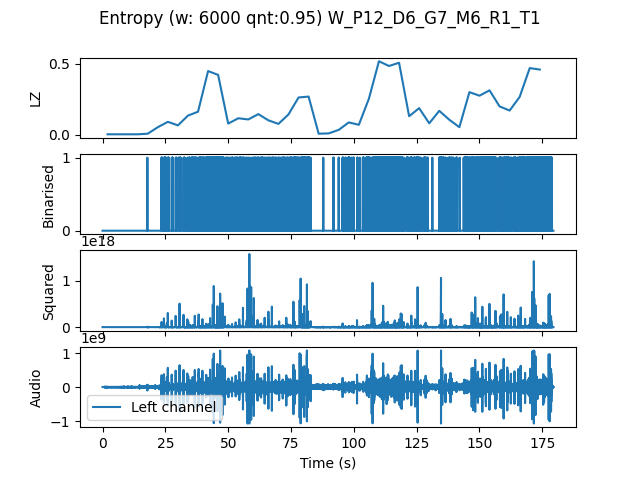 Entropy (w: 6000 qnt:0.95) W_P12_D6_G7_M6_R1_T1
0.5
0.0
LZ
1
0
Binarised
1e18
1
0
Squared
1e9
1
0
−1
Audio
Left channel
0 25 50 75 100 125 150 175
Time (s)